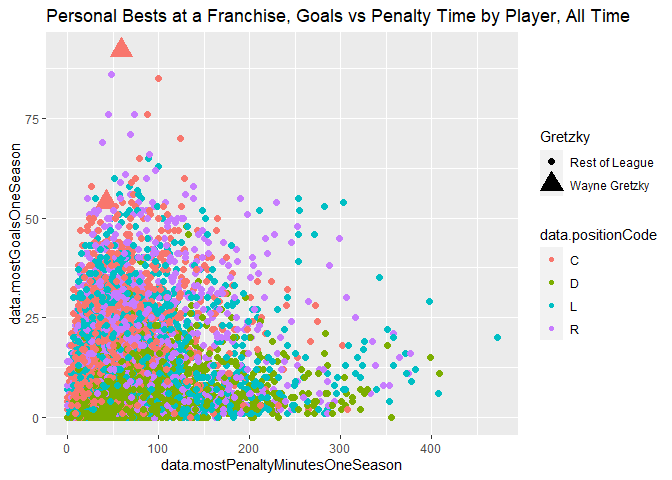 Personal Bests at a Franchise, Goals vs Penalty Time by Player, All Time
data.mostGoalsOneSeason
75
50
25
0
0
100
200
300
400
data.mostPenaltyMinutesOneSeason
Gretzky
Rest of League
Wayne Gretzky
data.positionCode
C
D
L
R